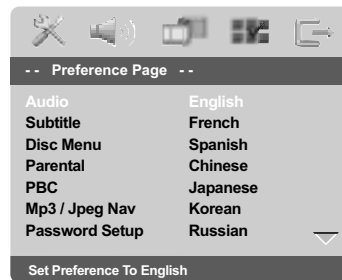 - - Preference Page - -
Audio English
Subtitle French
Disc Menu Spanish
Parental Chinese
PBC Japanese
Mp3 / Jpeg Nav Korean
Password Setup Russian
Set Preference To English